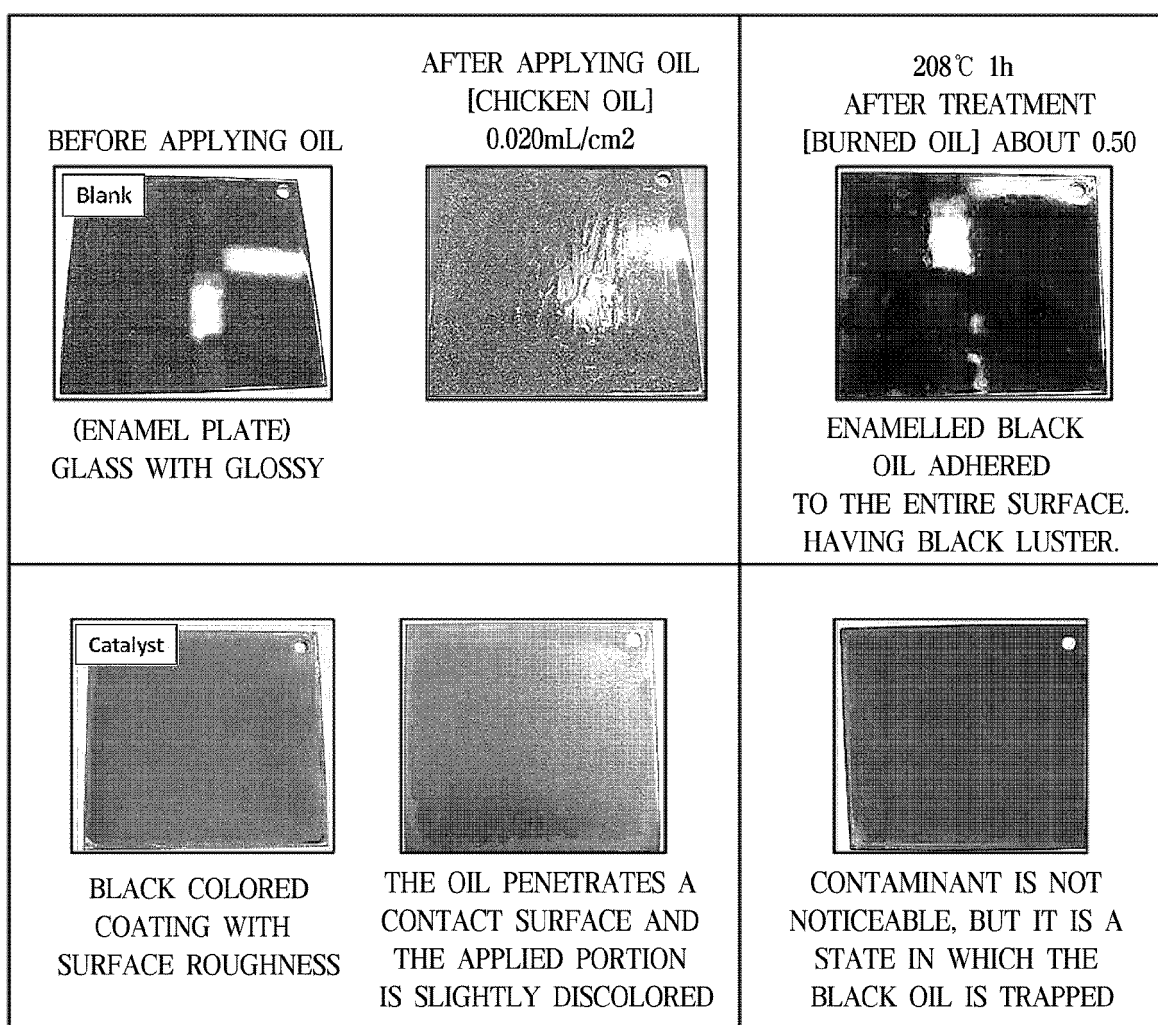 BEFORE APPLYING OIL
Blank
(ENAMEL PLATE)
GLASS WITH GLOSSY
AFTER APPLYING OIL
[CHICKEN OIL]
0.020mL/cm2
208℃ 1h
AFTER TREATMENT
[BURNED OIL] ABOUT 0.50
ENAMELLED BLACK
OIL ADHERED
TO THE ENTIRE SURFACE.
HAVING BLACK LUSTER.
Catalyst
BLACK COLORED
COATING WITH
SURFACE ROUGHNESS
THE OIL PENETRATES A
CONTACT SURFACE AND
THE APPLIED PORTION
IS SLIGHTLY DISCOLORED
CONTAMINANT IS NOT
NOTICEABLE, BUT IT IS A
STATE IN WHICH THE
BLACK OIL IS TRAPPED